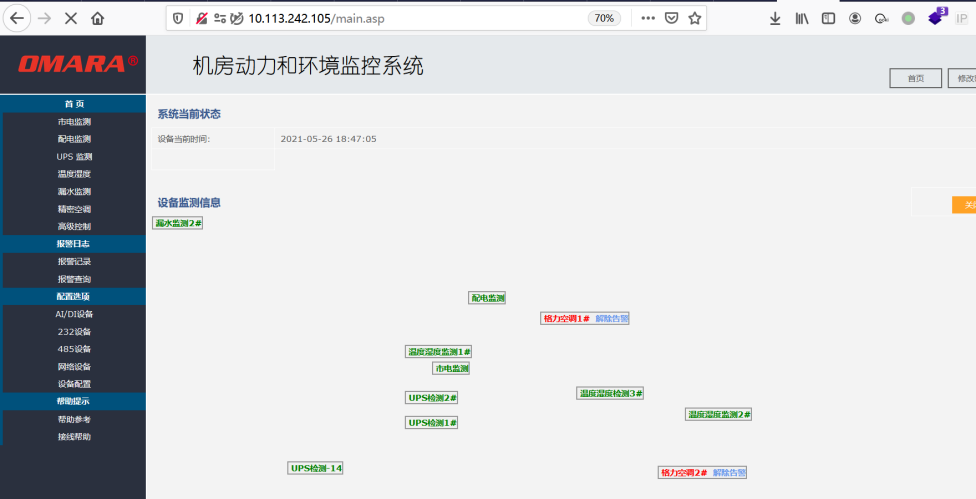 10.113.242.105/main.asp
70%
3
IP
OMARA®
机房动力和环境监控系统
首页
修改
首 页
市电监测
配电监测
UPS 监测
温度湿度
漏水监测
精密空调
高级控制
报警日志
报警记录
报警查询
配置选项
AI/DI设备
232设备
485设备
网络设备
设备配置
帮助提示
帮助参考
接线帮助
系统当前状态
设备当前时间:
2021-05-26 18:47:05
设备监测信息
漏水监测2#
配电监测
格力空调1# 解除告警
温度湿度监测1#
市电监测
UPS检测2#
温度湿度检测3#
温度湿度监测2#
UPS检测1#
UPS检测-14
格力空调2# 解除告警